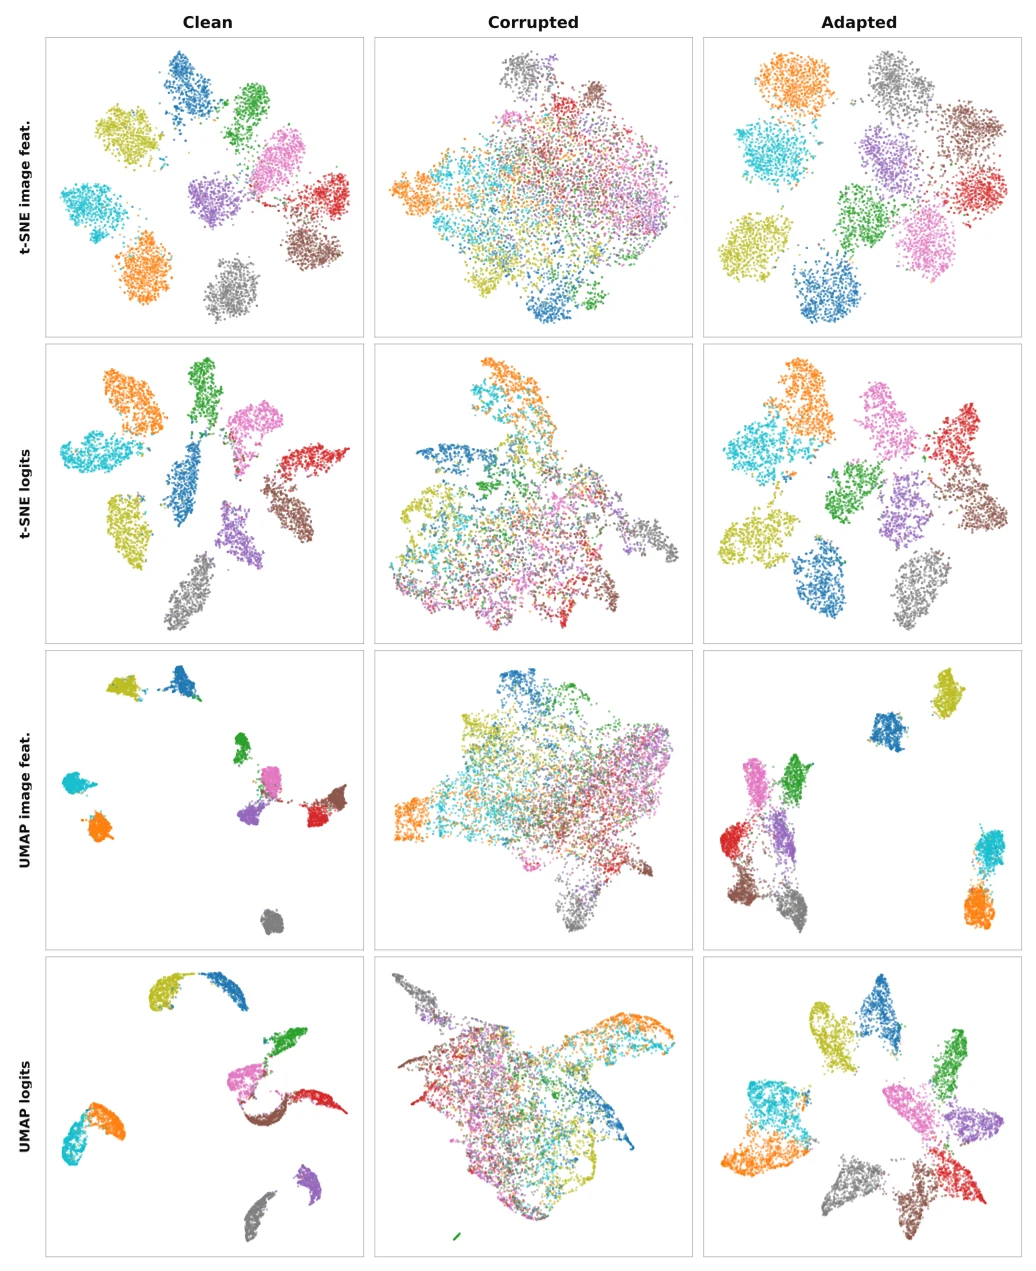 Clean Corrupted Adapted
t-SNE image feat.
t-SNE logits
UMAP image feat.
UMAP logits